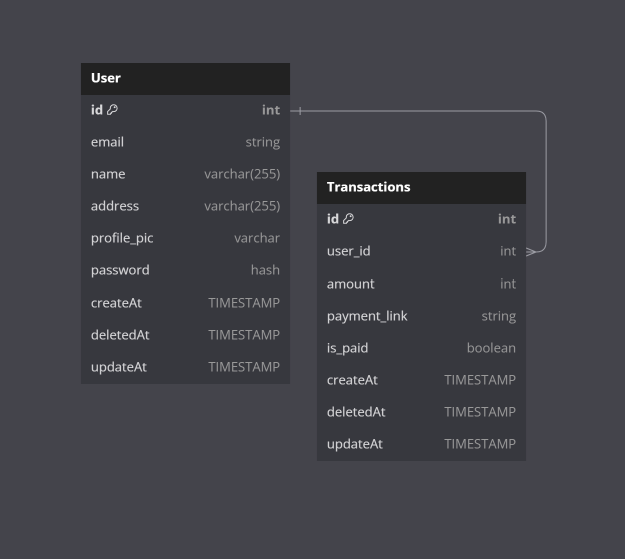 User
id int
email string
name varchar(255)
address varchar(255)
profile_pic varchar
password hash
createAt TIMESTAMP
deletedAt TIMESTAMP
updateAt TIMESTAMP
Transactions
id int
user_id int
amount int
payment_link string
is_paid boolean
createAt TIMESTAMP
deletedAt TIMESTAMP
updateAt TIMESTAMP